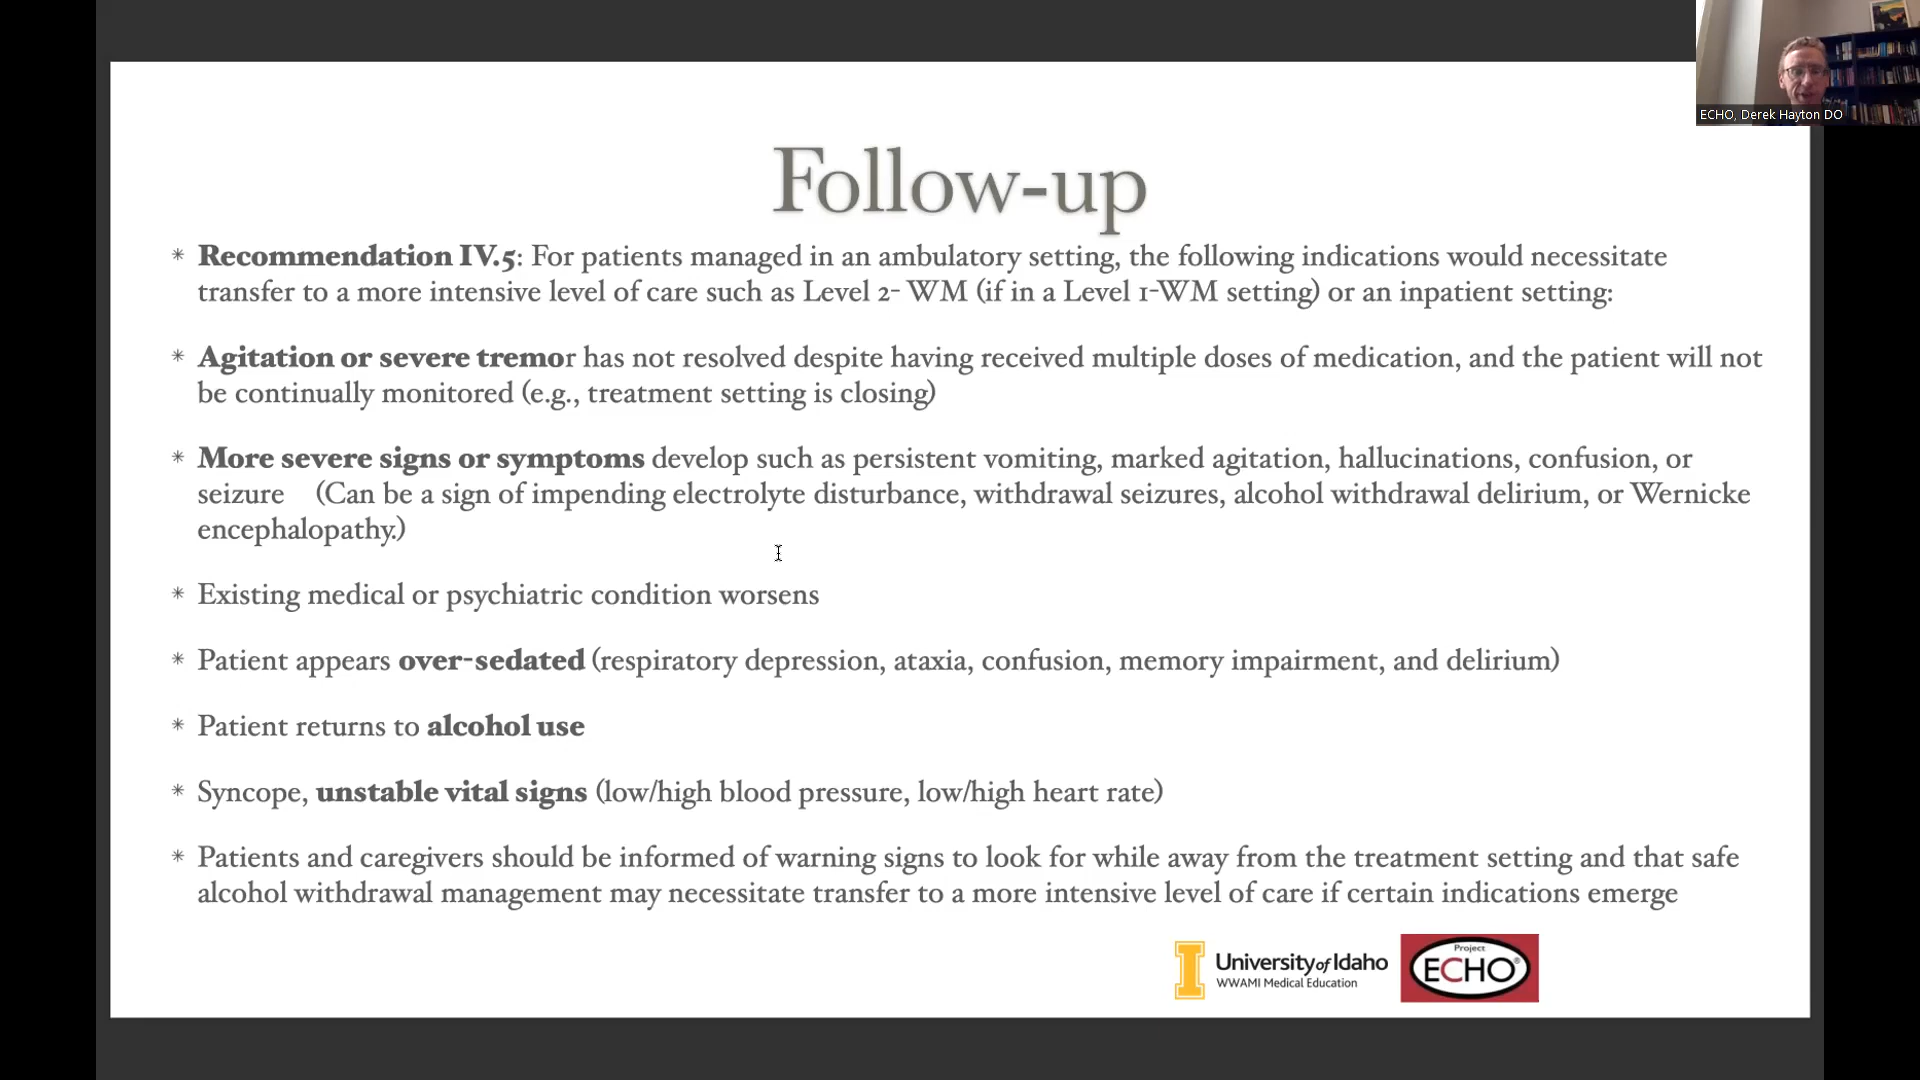 ECHO, Derek Hayton DO
Follow-up
* Recommendation IV.5: For patients managed in an ambulatory setting, the following indications would necessitate
transfer to a more intensive level of care such as Level 2- WM (if in a Level 1-WM setting) or an inpatient setting:
* Agitation or severe tremor has not resolved despite having received multiple doses of medication, and the patient will not
be continually monitored (e.g., treatment setting is closing)
* More severe signs or symptoms develop such as persistent vomiting, marked agitation, hallucinations, confusion, or
seizure (Can be a sign of impending electrolyte disturbance, withdrawal seizures, alcohol withdrawal delirium, or Wernicke
encephalopathy.)
* Existing medical or psychiatric condition worsens
* Patient appears over-sedated (respiratory depression, ataxia, confusion, memory impairment, and delirium)
* Patient returns to alcohol use
* Syncope, unstable vital signs (low/high blood pressure, low/high heart rate)
* Patients and caregivers should be informed of warning signs to look for while away from the treatment setting and that safe
alcohol withdrawal management may necessitate transfer to a more intensive level of care if certain indications emerge
University of Idaho
WWAMI Medical Education
Project
ECHO®